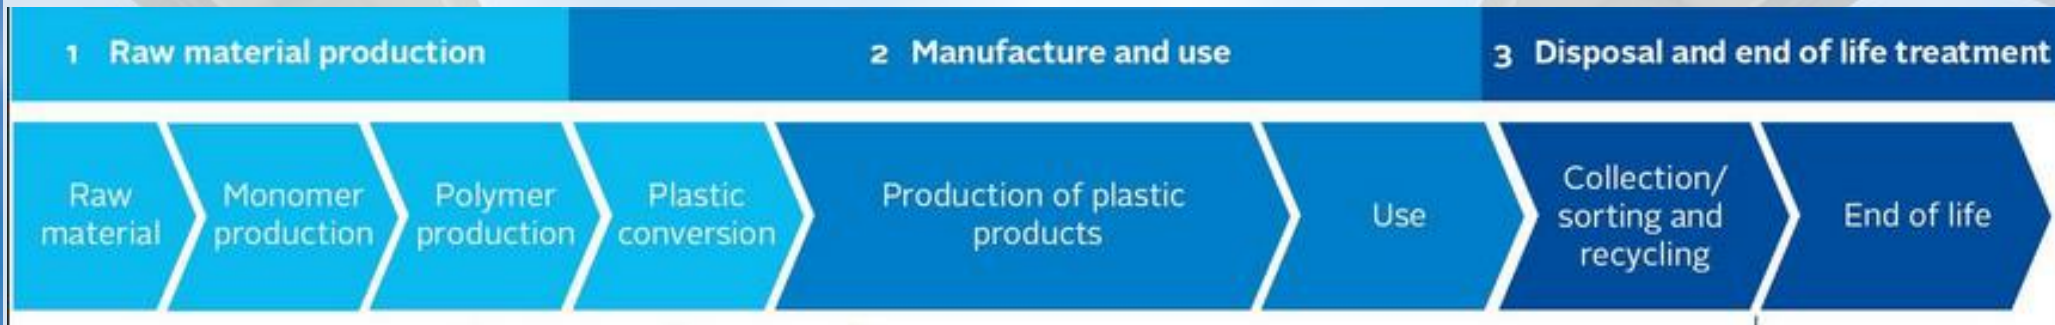 1 Raw material production
2 Manufacture and use
3 Disposal and end of life treatment
Raw
material
Monomer
production
Polymer
production
Plastic
conversion
Production of plastic
products
Use
Collection/
sorting and
recycling
End of life